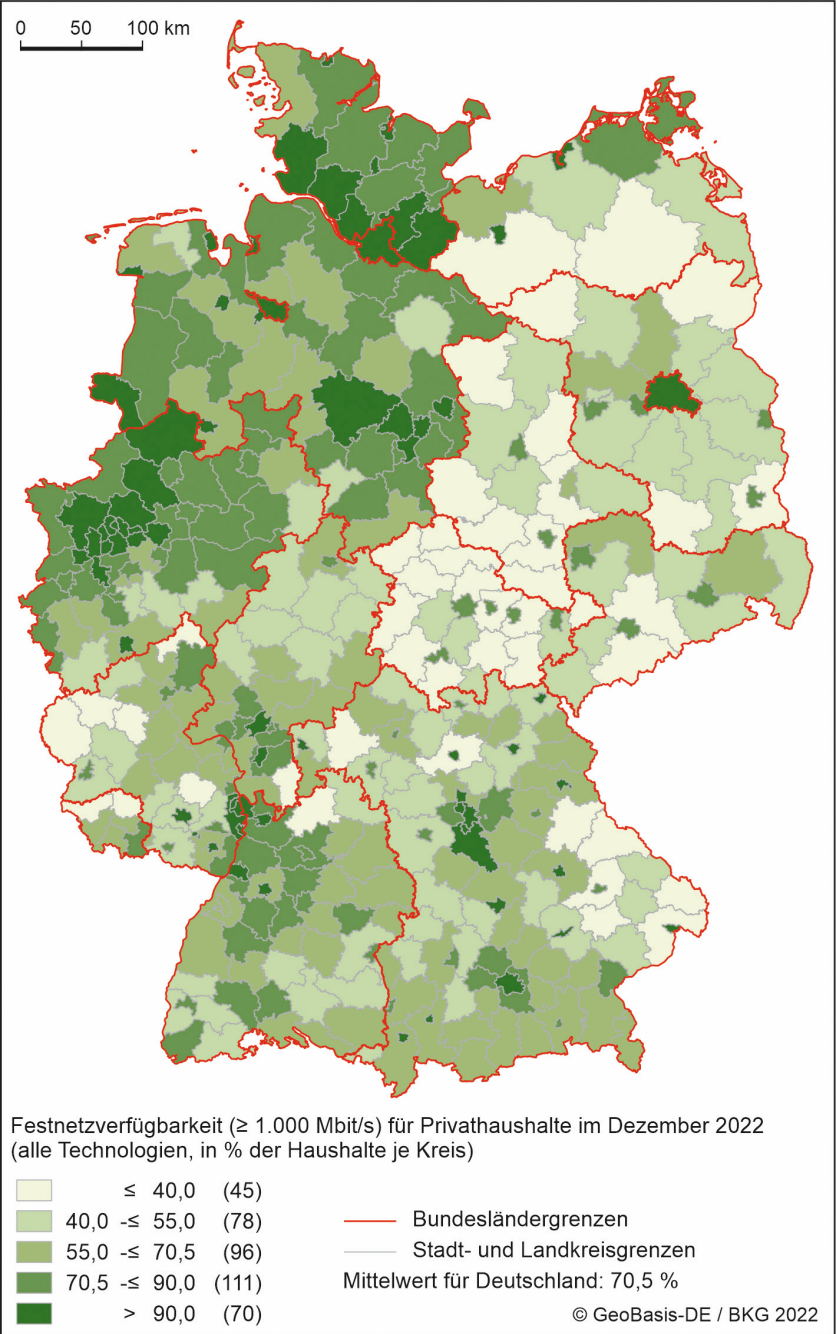 0 50 100 km
Festnetzverfügbarkeit (≥ 1.000 Mbit/s) für Privathaushalte im Dezember 2022
(alle Technologien, in % der Haushalte je Kreis)
≤ 40,0 (45)
40,0 -≤ 55,0 (78)
55,0 -≤ 70,5 (96)
70,5 -≤ 90,0 (111)
> 90,0 (70)
Bundesländergrenzen
Stadt- und Landkreisgrenzen
Mittelwert für Deutschland: 70,5 %
© GeoBasis-DE / BKG 2022